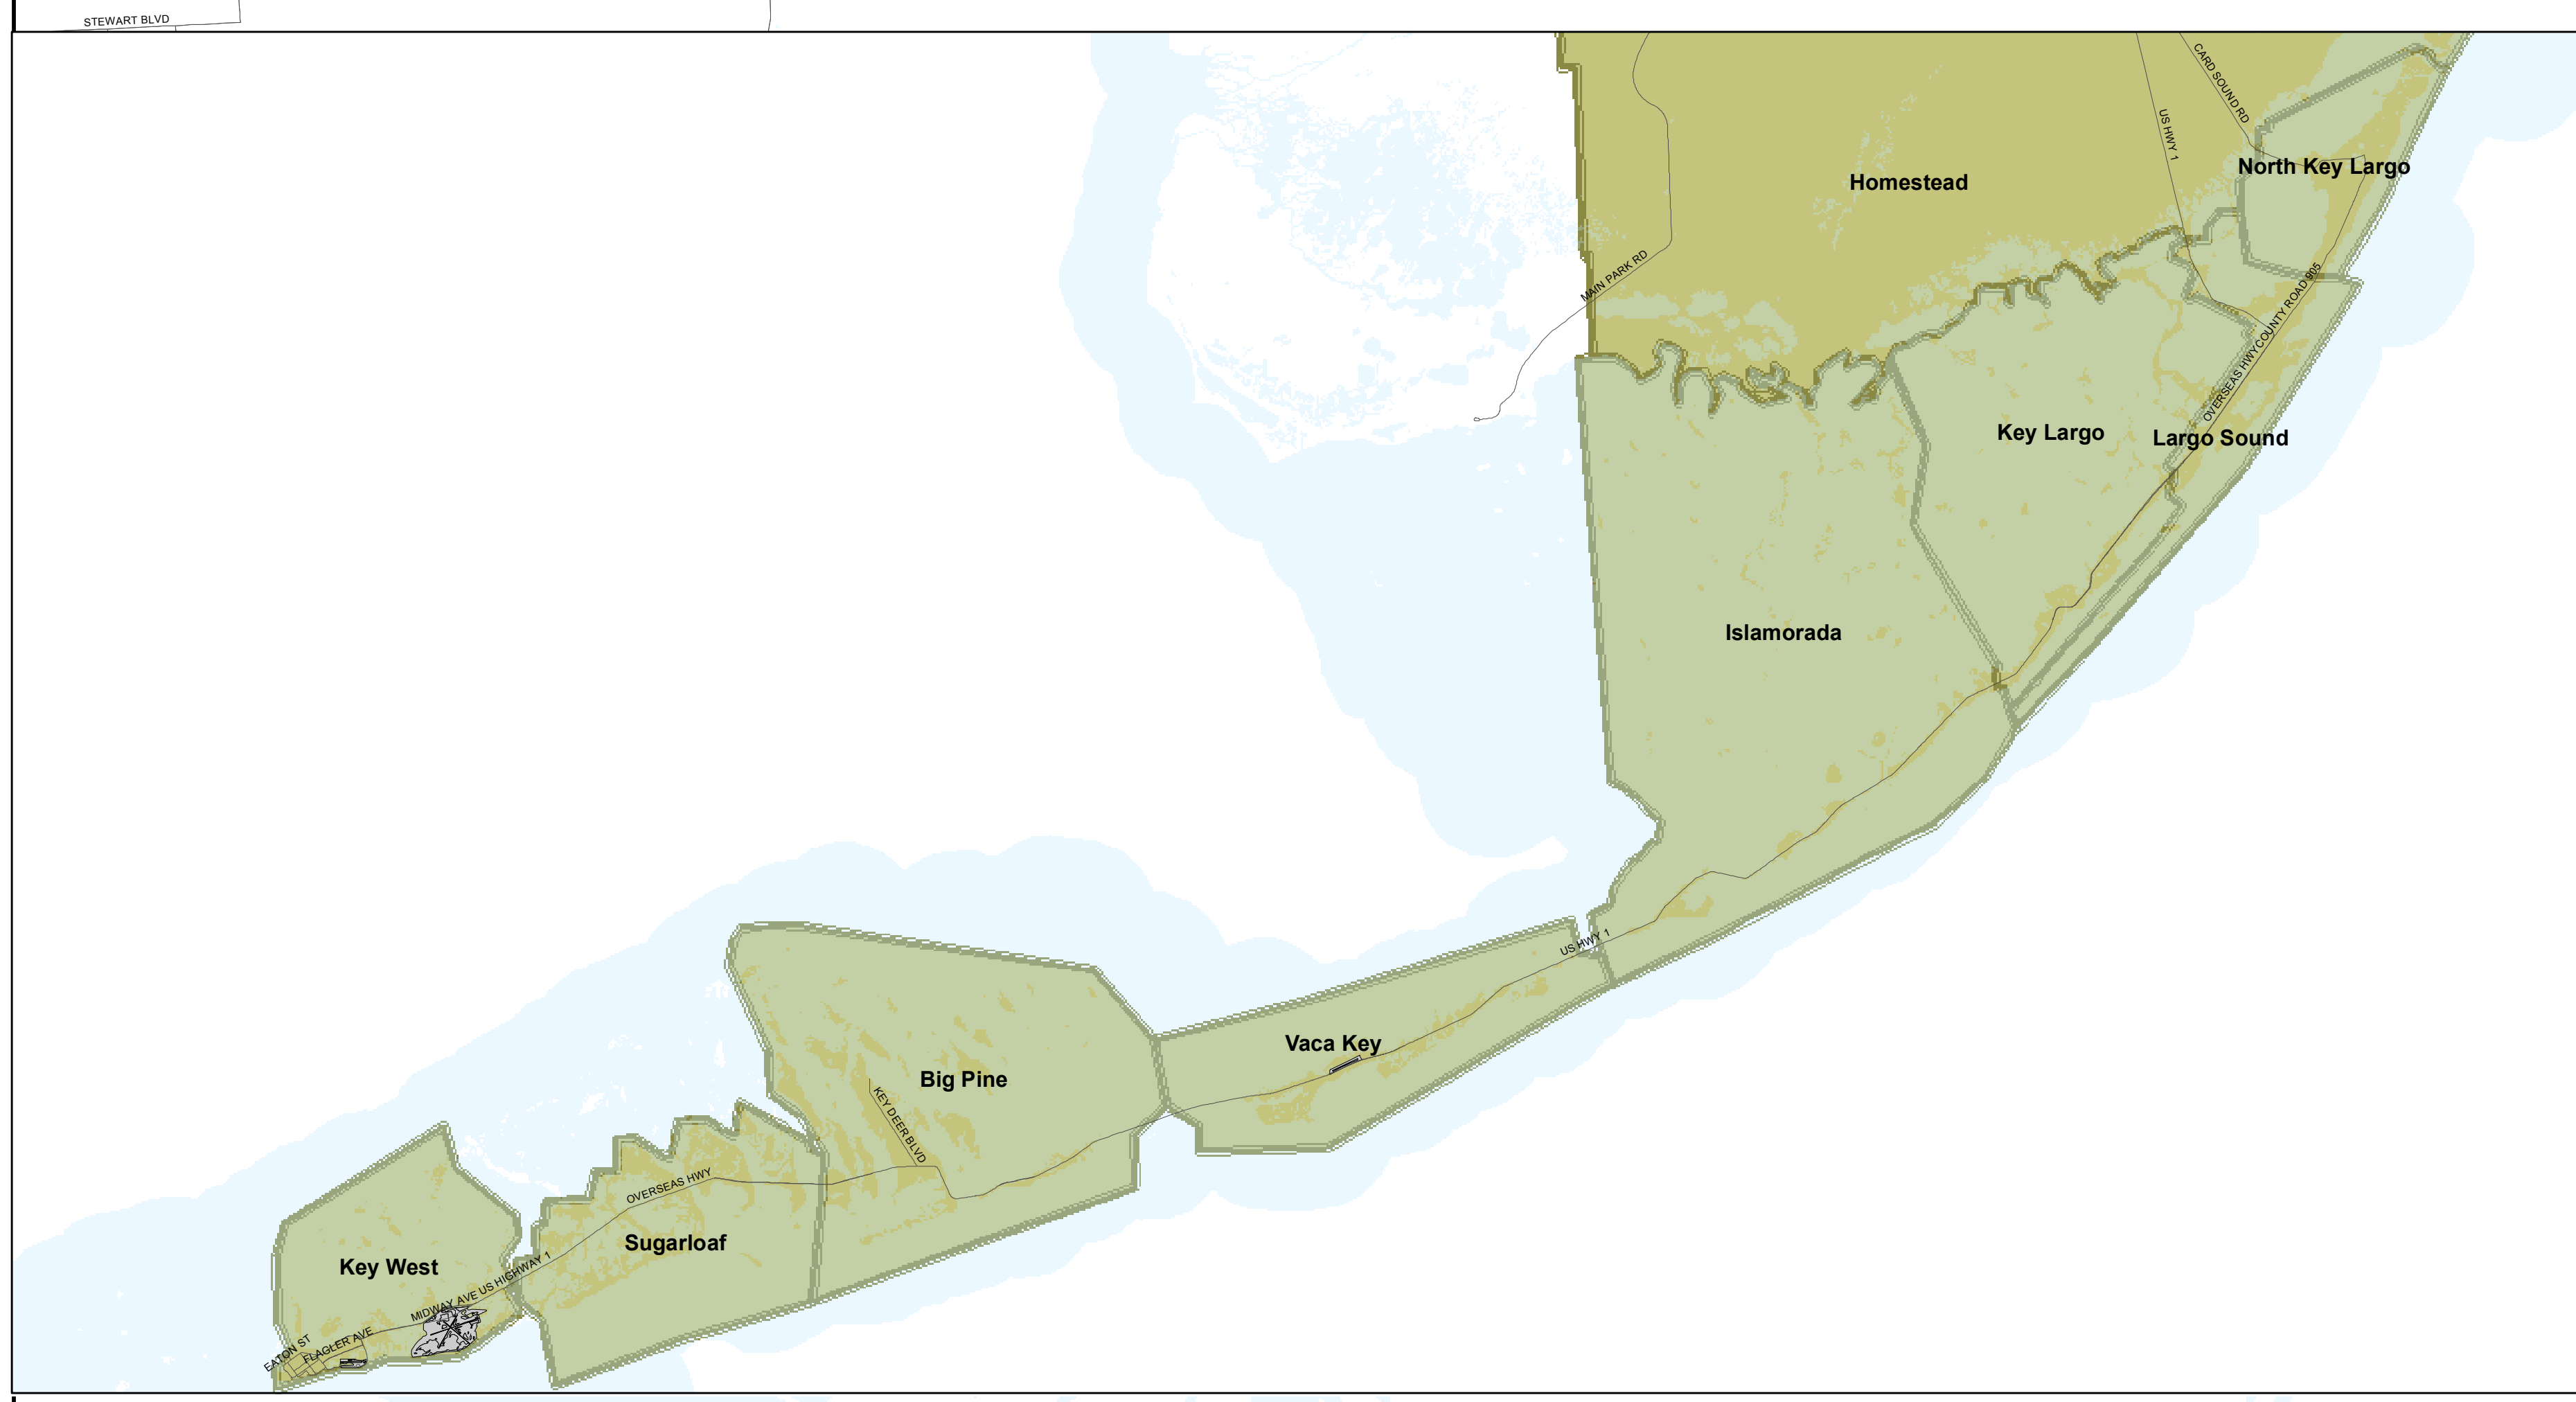 STEWART BLVD
CARD SOUND RD
US HWY 1
North Key Largo
Homestead
MAIN PARK RD
COUNTY ROAD 905
OVERSEAS HWY
Key Largo
Largo Sound
Islamorada
US HWY 1
Vaca Key
Big Pine
KEY DEER BLVD
OVERSEAS HWY
Sugarloaf
Key West
US HIGHWAY 1
MIDWAY AVE
EATON ST
FLAGLER AVE